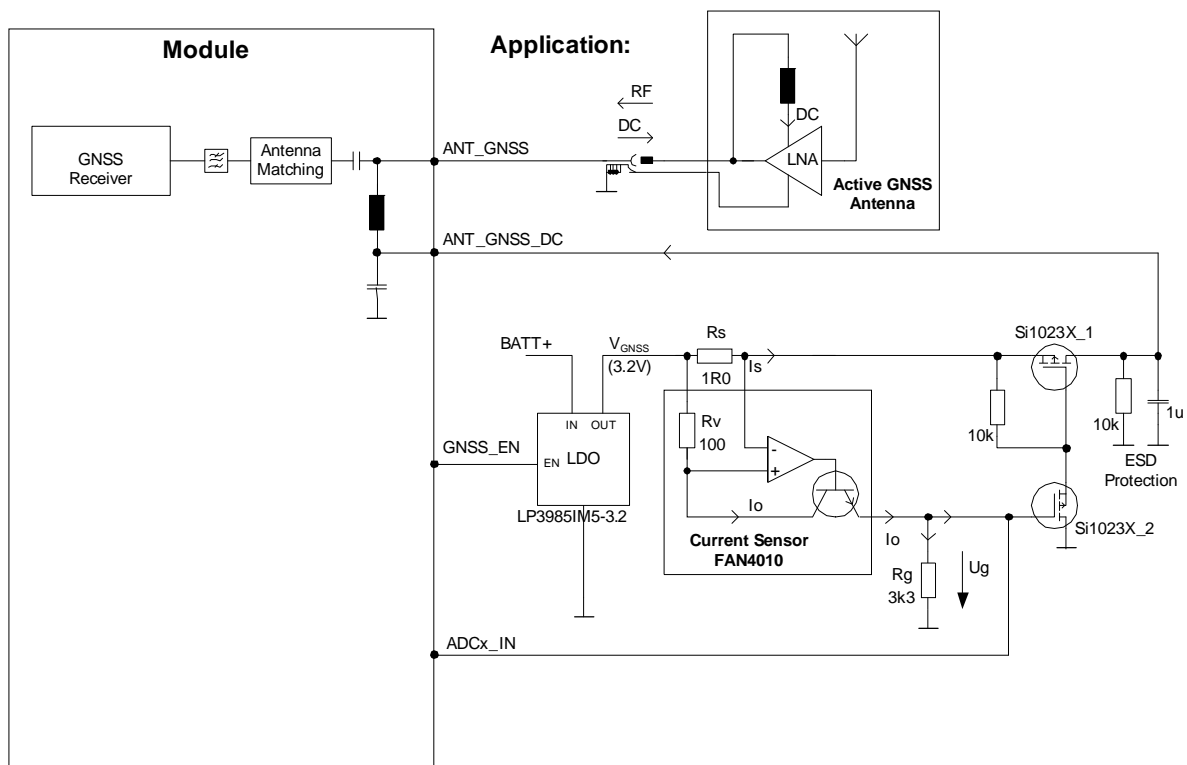 Module
Application:
GNSS
Receiver
Antenna
Matching
ANT_GNSS
RF
DC
DC
LNA
Active GNSS
Antenna
ANT_GNSS_DC
BATT+
VGNSS
(3.2V)
Rs
1R0
Is
Si1023X_1
IN
OUT
Rv
100
-
+
10k
10k
1u
ESD
Protection
GNSS_EN
EN
LDO
LP3985IM5-3.2
Io
Current Sensor
FAN4010
Io
Si1023X_2
Rg
3k3
Ug
ADCx_IN